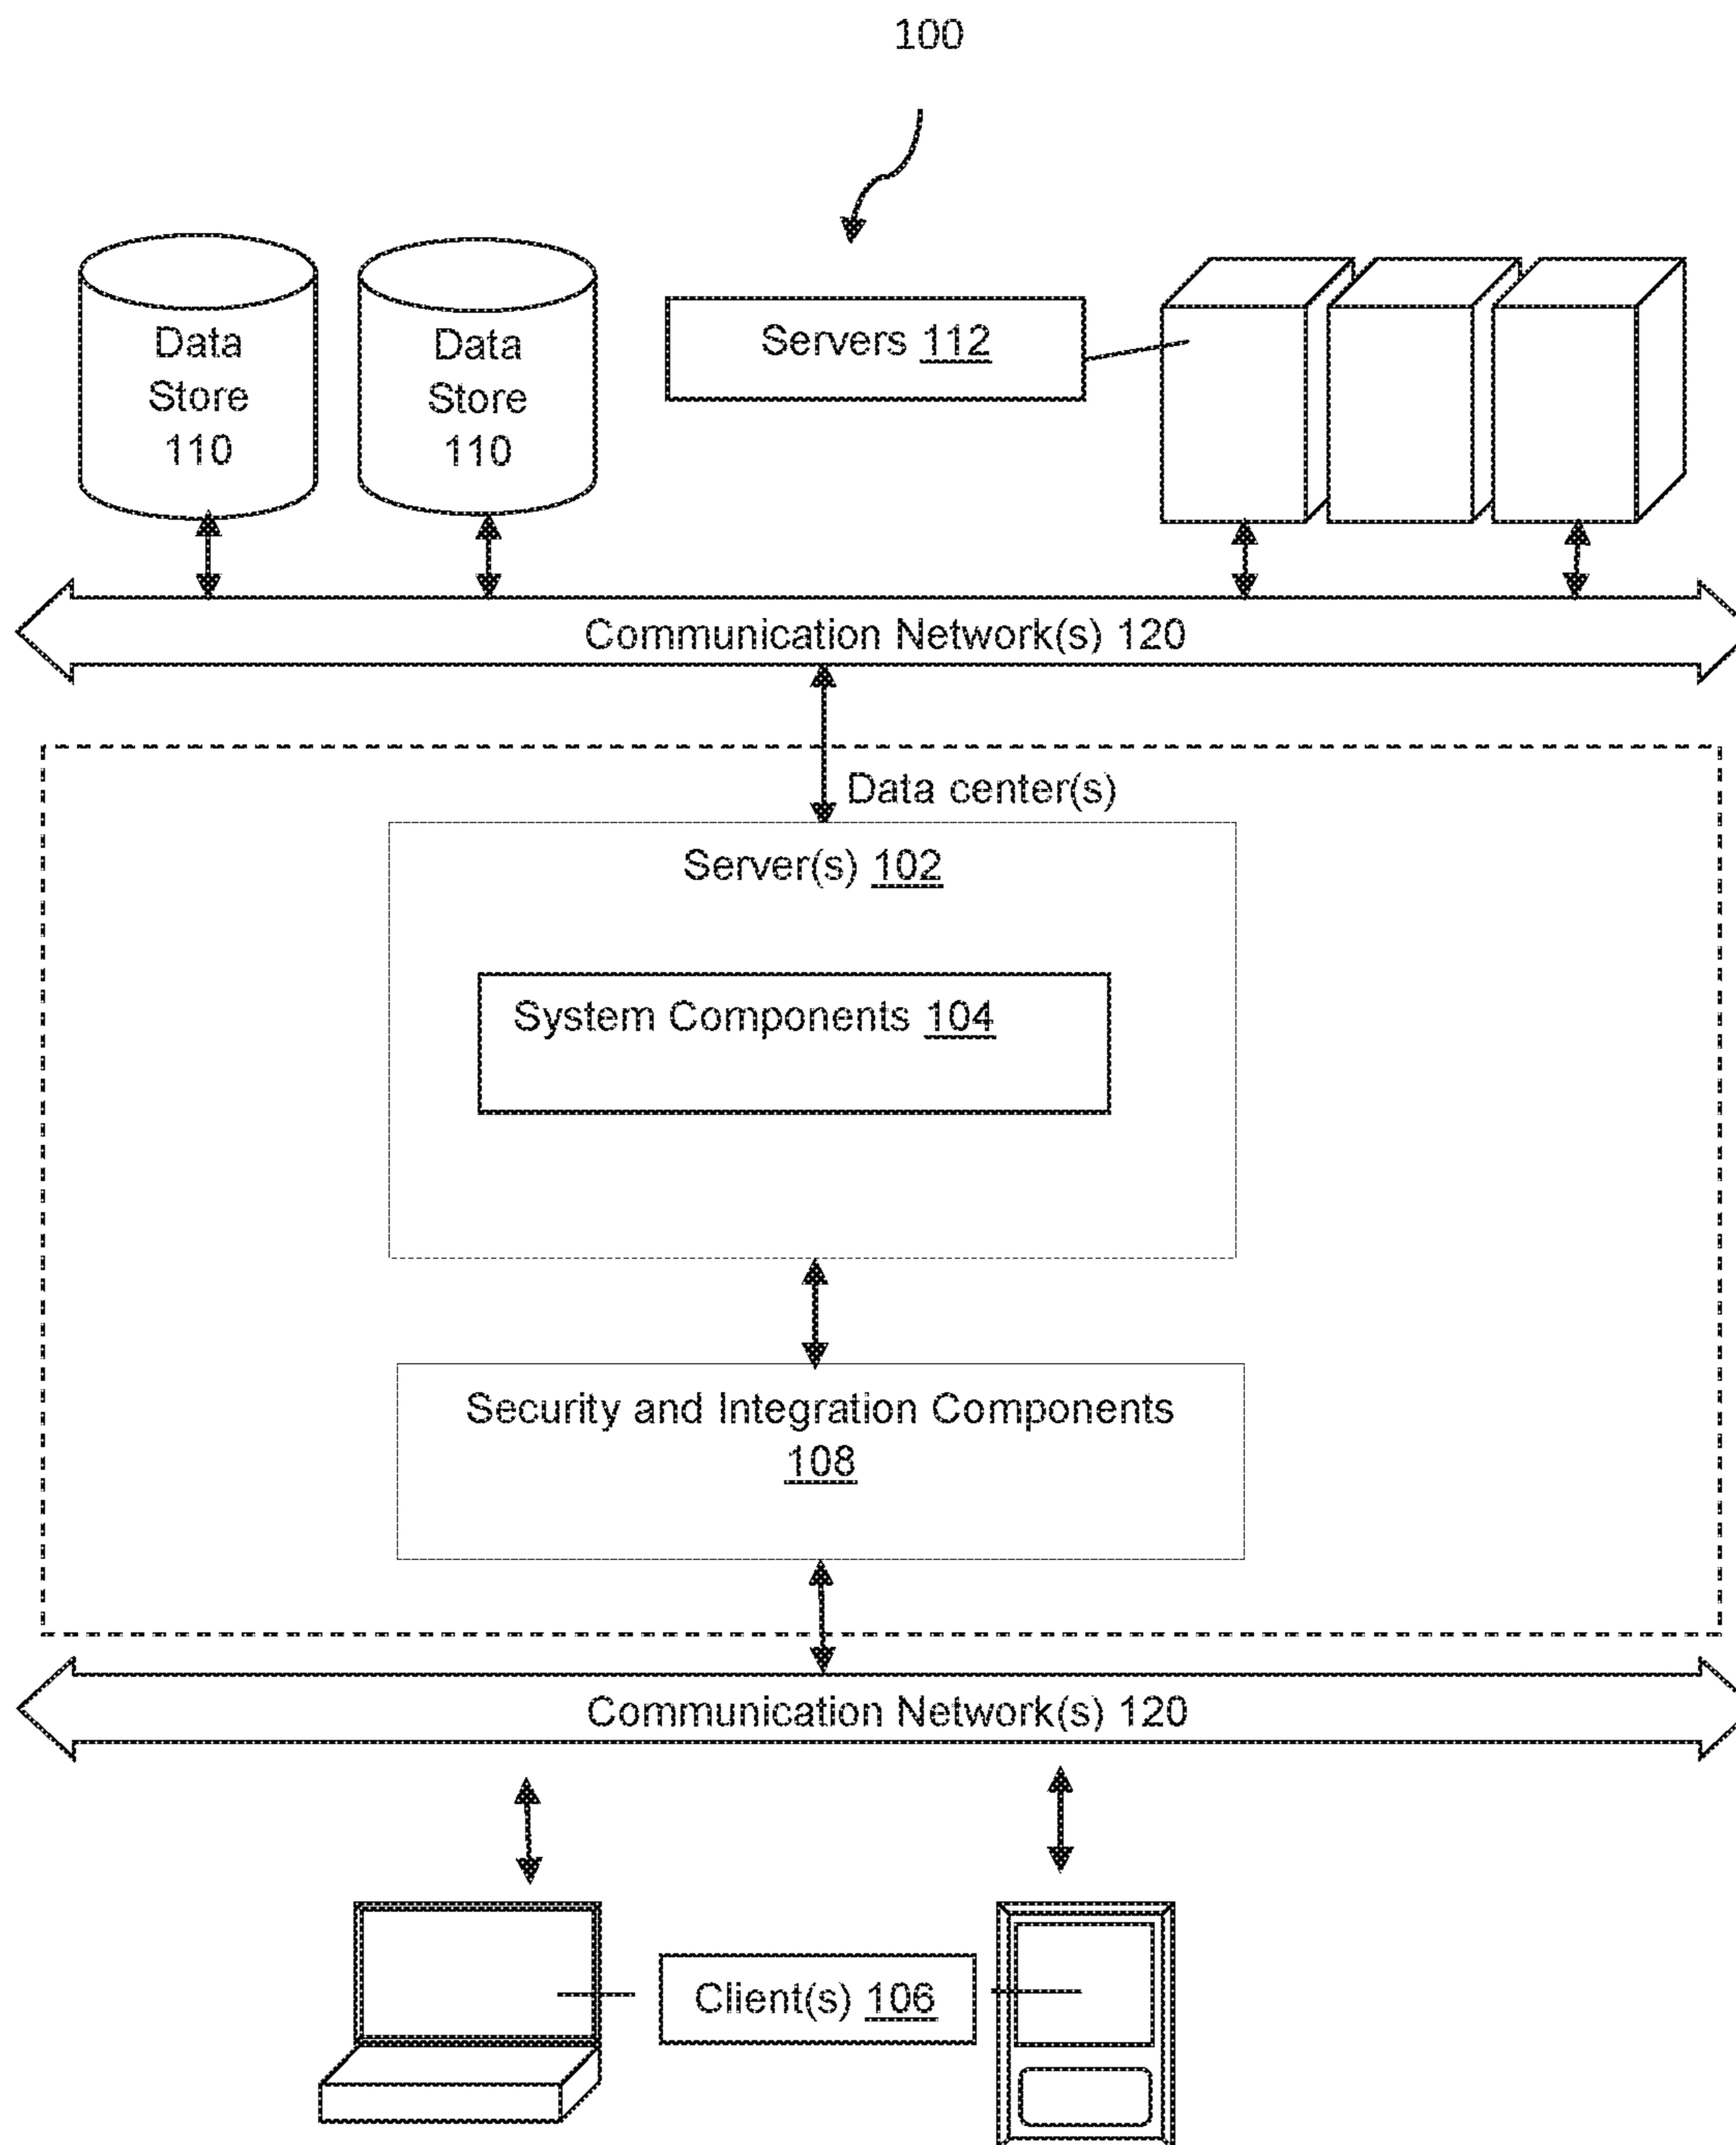 100
Data
Store
110
Data
Store
110
Servers 112
Communication Network(s) 120
Data center(s)
Server(s) 102
System Components 104
Security and Integration Components
108
Communication Network(s) 120
Client(s) 106